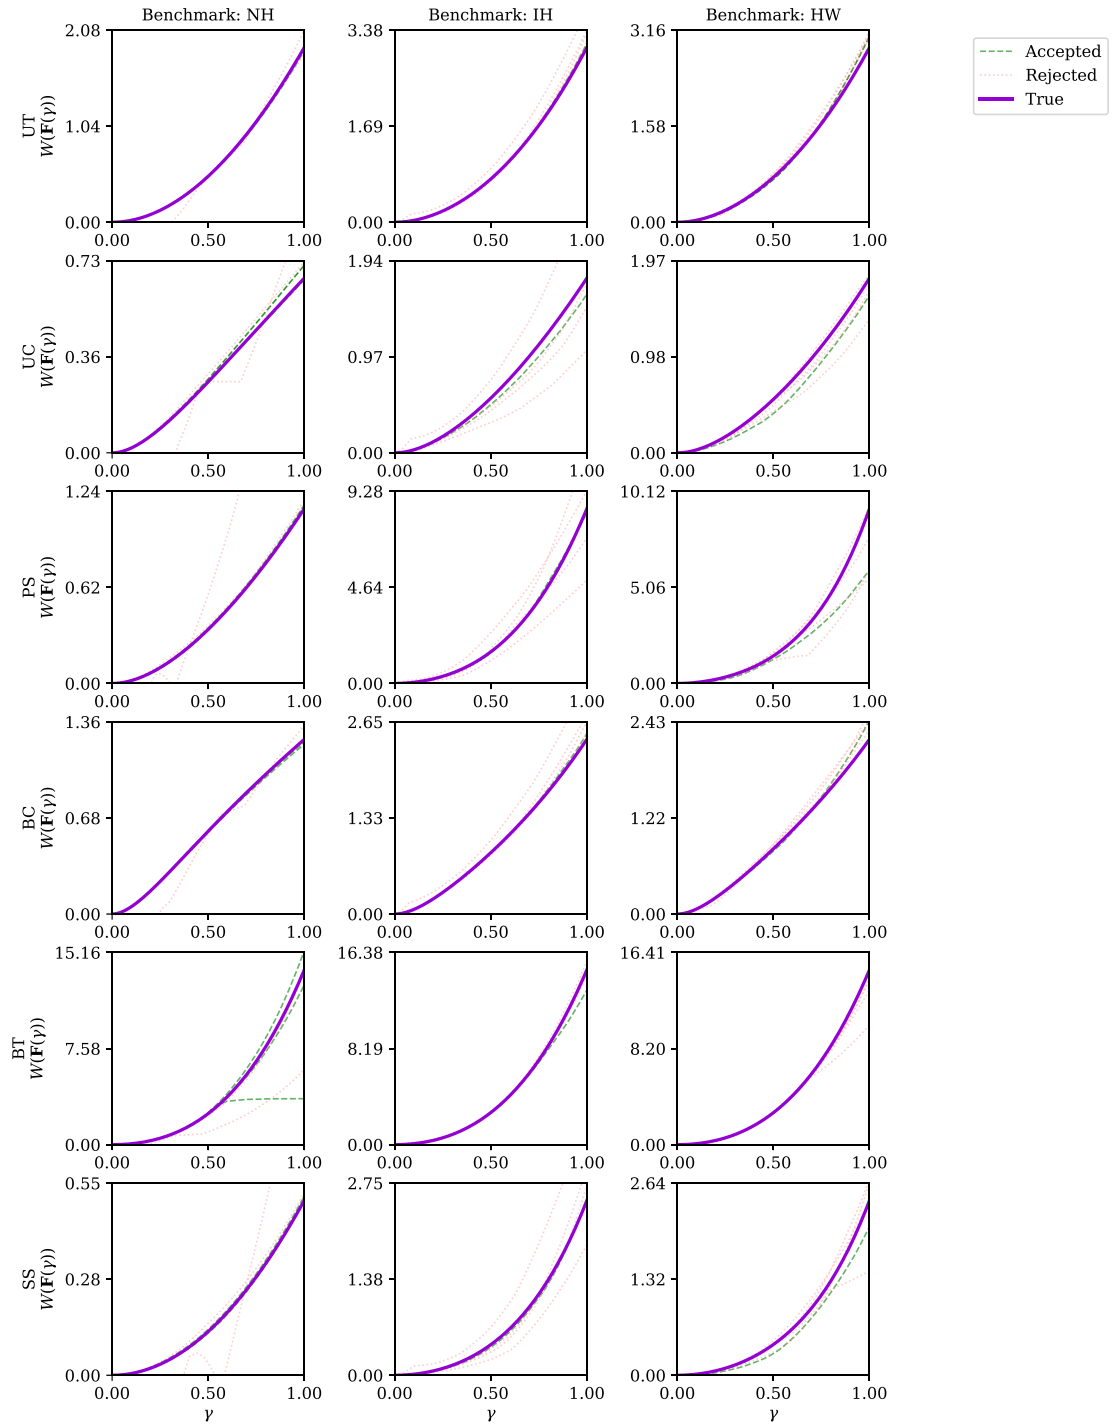 Benchmark: NH
Benchmark: IH
Benchmark: HW
Accepted
Rejected
True
UT
W(F(γ))
2.08
1.04
0.00
0.00 0.50 1.00
3.38
1.69
0.00
0.00 0.50 1.00
3.16
1.58
0.00
0.00 0.50 1.00
UC
W(F(γ))
0.73
0.36
0.00
0.00 0.50 1.00
1.94
0.97
0.00
0.00 0.50 1.00
1.97
0.98
0.00
0.00 0.50 1.00
PS
W(F(γ))
1.24
0.62
0.00
0.00 0.50 1.00
9.28
4.64
0.00
0.00 0.50 1.00
10.12
5.06
0.00
0.00 0.50 1.00
BC
W(F(γ))
1.36
0.68
0.00
0.00 0.50 1.00
2.65
1.33
0.00
0.00 0.50 1.00
2.43
1.22
0.00
0.00 0.50 1.00
BT
W(F(γ))
15.16
7.58
0.00
0.00 0.50 1.00
16.38
8.19
0.00
0.00 0.50 1.00
16.41
8.20
0.00
0.00 0.50 1.00
SS
W(F(γ))
0.55
0.28
0.00
0.00 0.50 1.00
γ
2.75
1.38
0.00
0.00 0.50 1.00
γ
2.64
1.32
0.00
0.00 0.50 1.00
γ